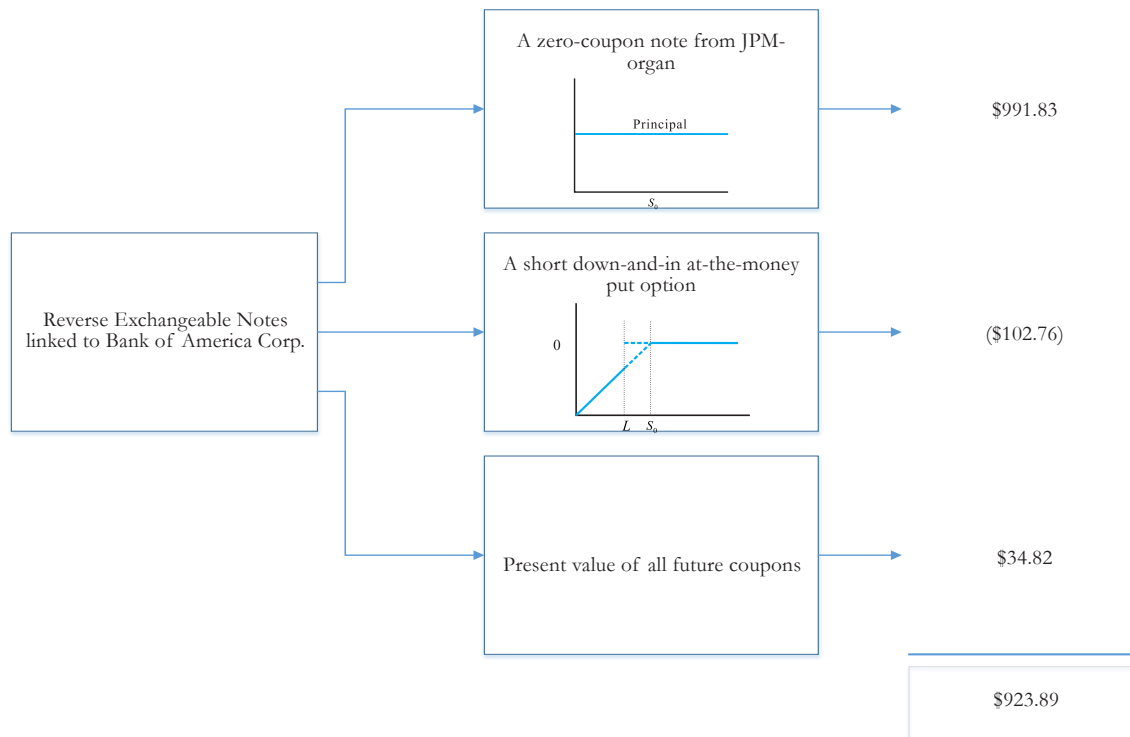 A zero-coupon note from JPM-
organ
Principal
S₀
$991.83
Reverse Exchangeable Notes
linked to Bank of America Corp.
A short down-and-in at-the-money
put option
0
L S₀
($102.76)
Present value of all future coupons
$34.82
$923.89